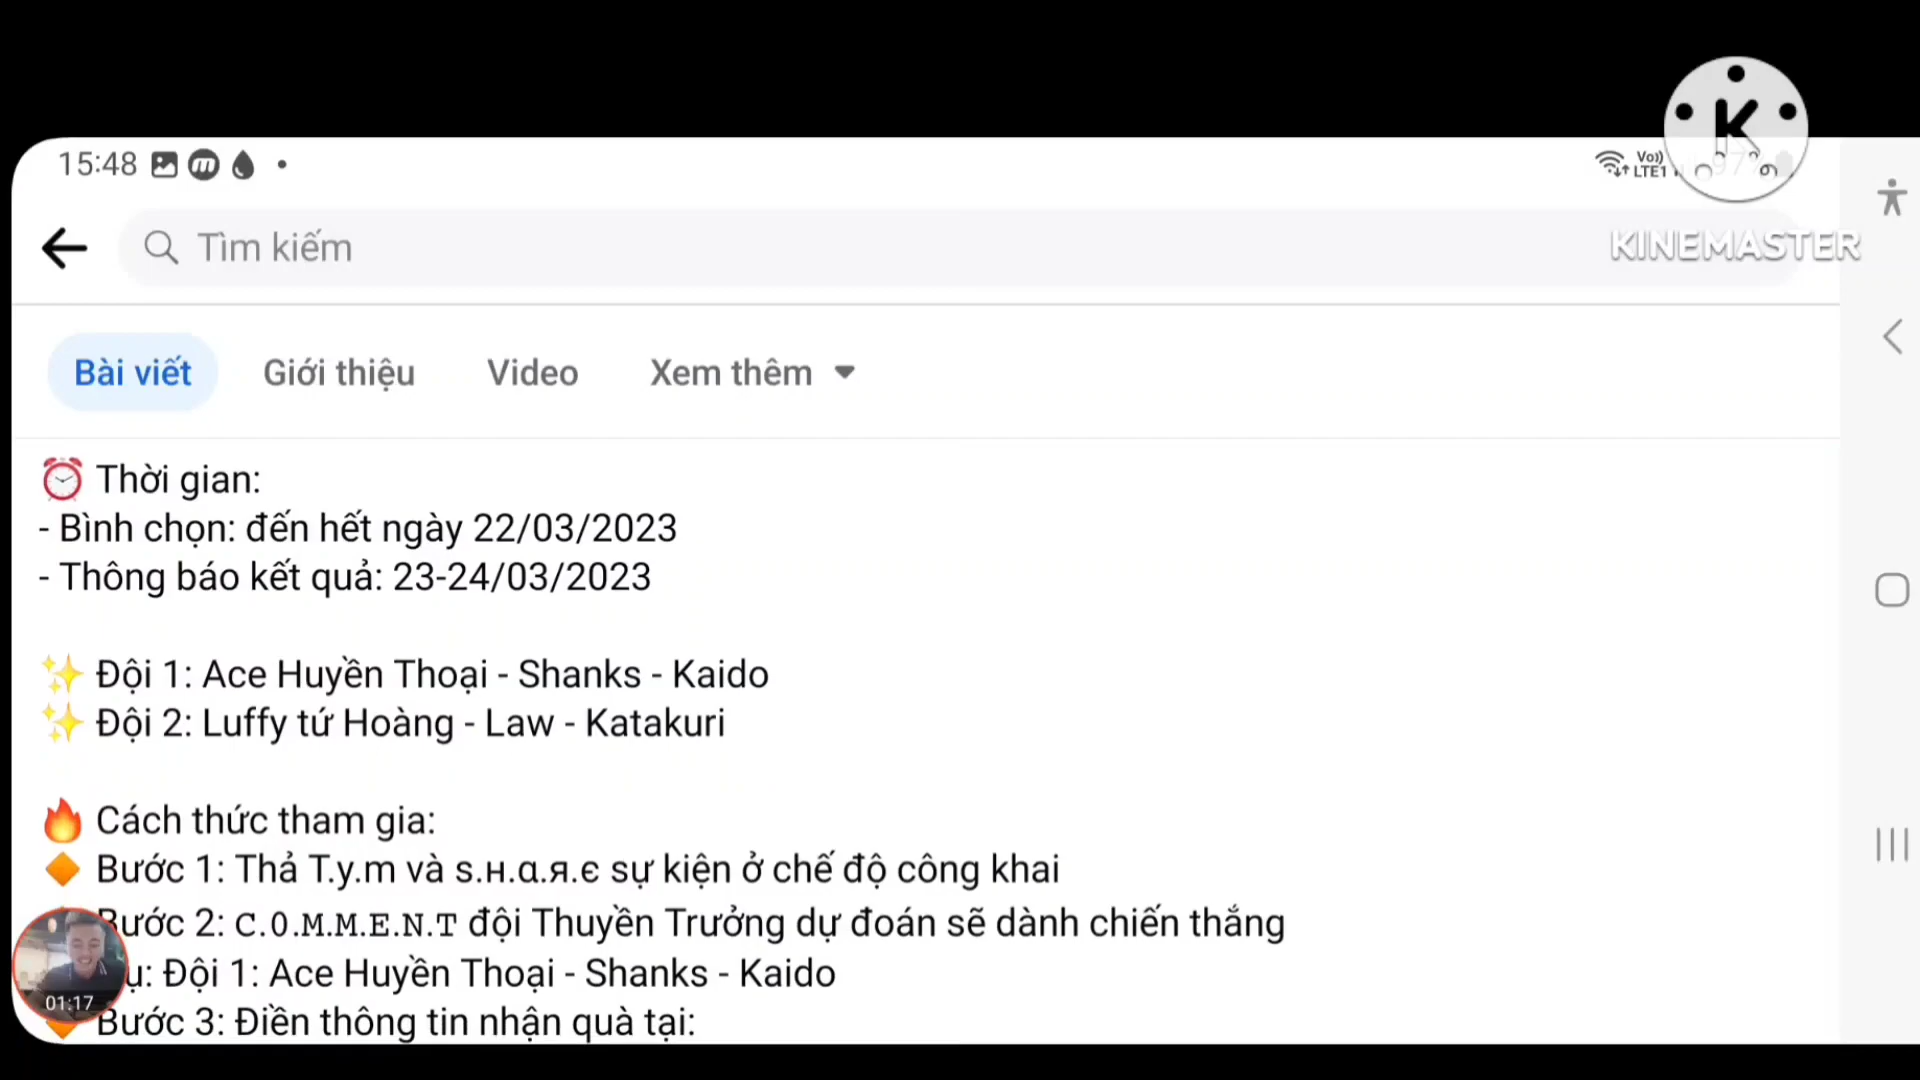 15:48
Vo))
LTE1
K
KINEMASTER
Tìm kiếm
Bài viết Giới thiệu Video Xem thêm
⏰ Thời gian:
- Bình chọn: đến hết ngày 22/03/2023
- Thông báo kết quả: 23-24/03/2023
✨ Đội 1: Ace Huyền Thoại - Shanks - Kaido
✨ Đội 2: Luffy tứ Hoàng - Law - Katakuri
🔥 Cách thức tham gia:
🔶 Bước 1: Thả T.y.m và s.н.ɑ.я.є sự kiện ở chế độ công khai
Bước 2: C.O.M.M.E.N.T đội Thuyền Trưởng dự đoán sẽ dành chiến thắng
Đội 1: Ace Huyền Thoại - Shanks - Kaido
01:17
🔶 Bước 3: Điền thông tin nhận quà tại: